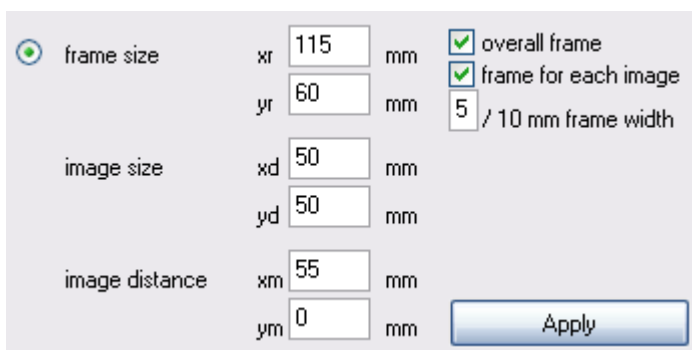 frame size xr 115 mm overall frame
frame for each image
yr 60 mm 5 / 10 mm frame width
image size xd 50 mm
yd 50 mm
image distance xm 55 mm
ym 0 mm Apply